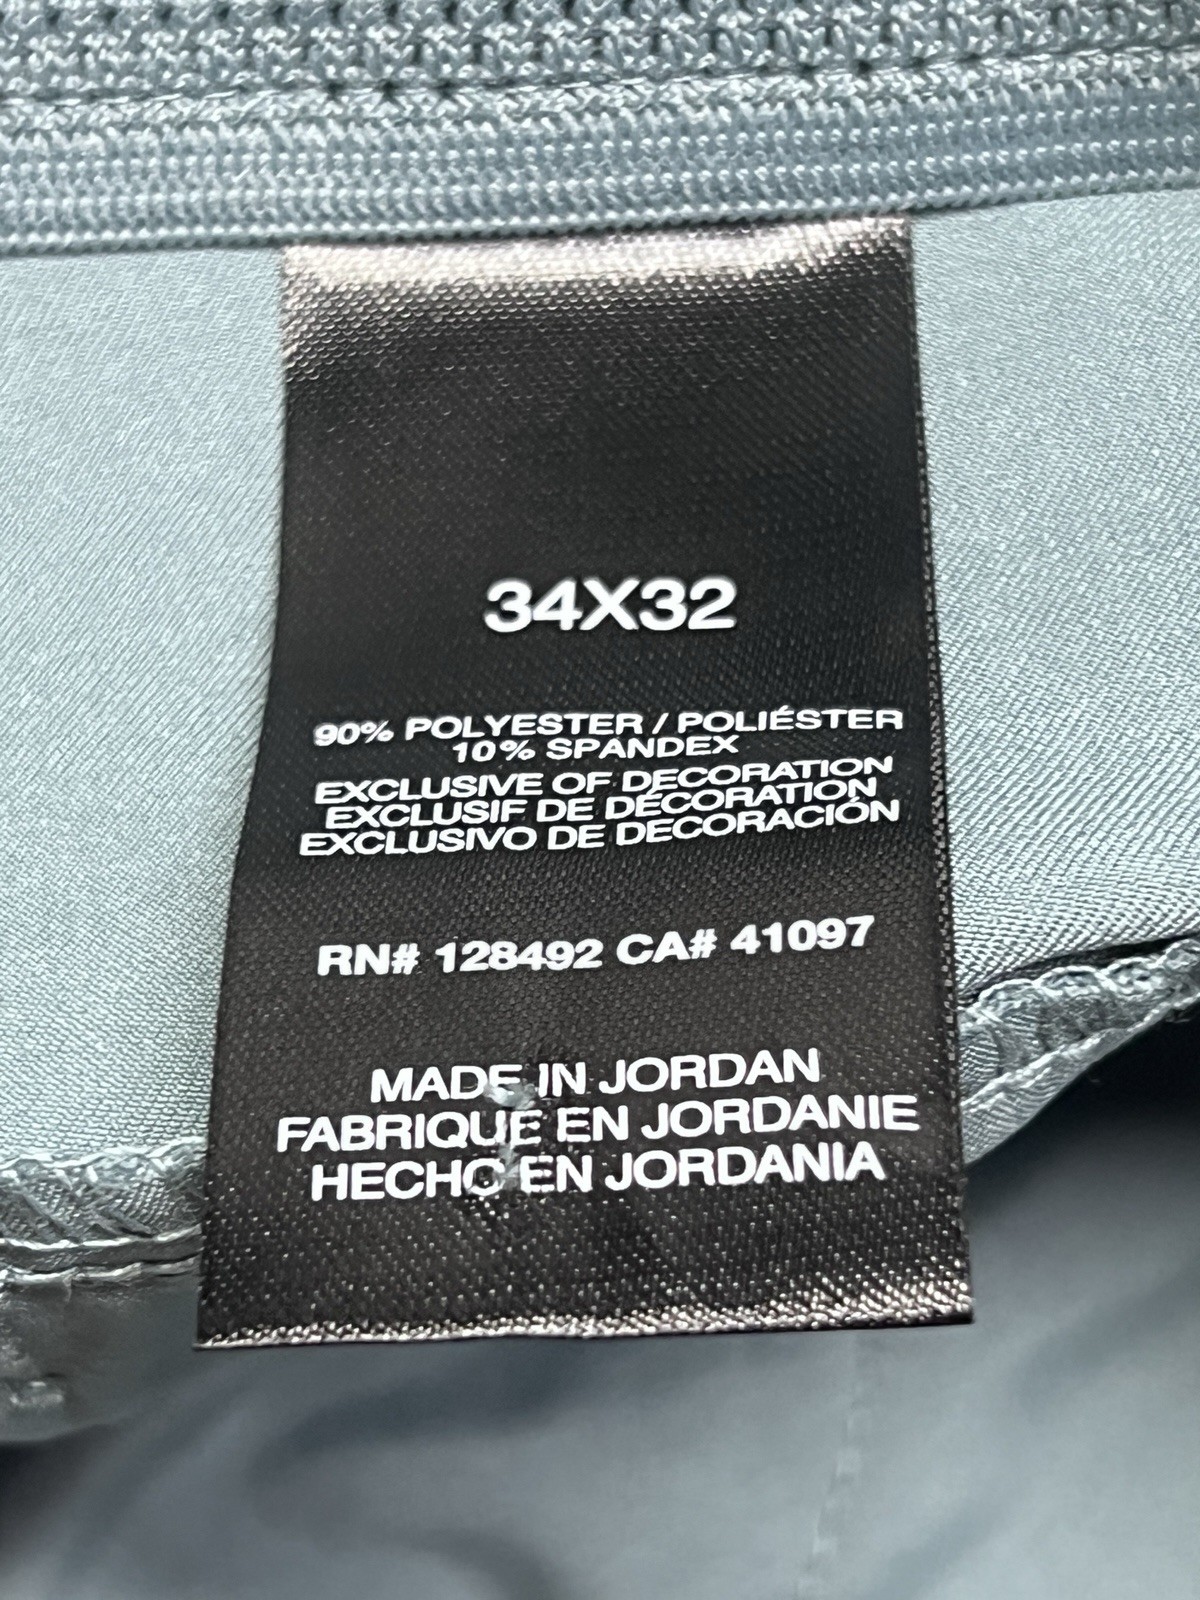 34X32
90% POLYESTER / POLIÉSTER
10% SPANDEX
EXCLUSIVE OF DECORATION
EXCLUSIF DE DÉCORATION
EXCLUSIVO DE DECORACIÓN
RN# 128492 CA# 41097
MADE IN JORDAN
FABRIQUE EN JORDANIE
HECHO EN JORDANIA